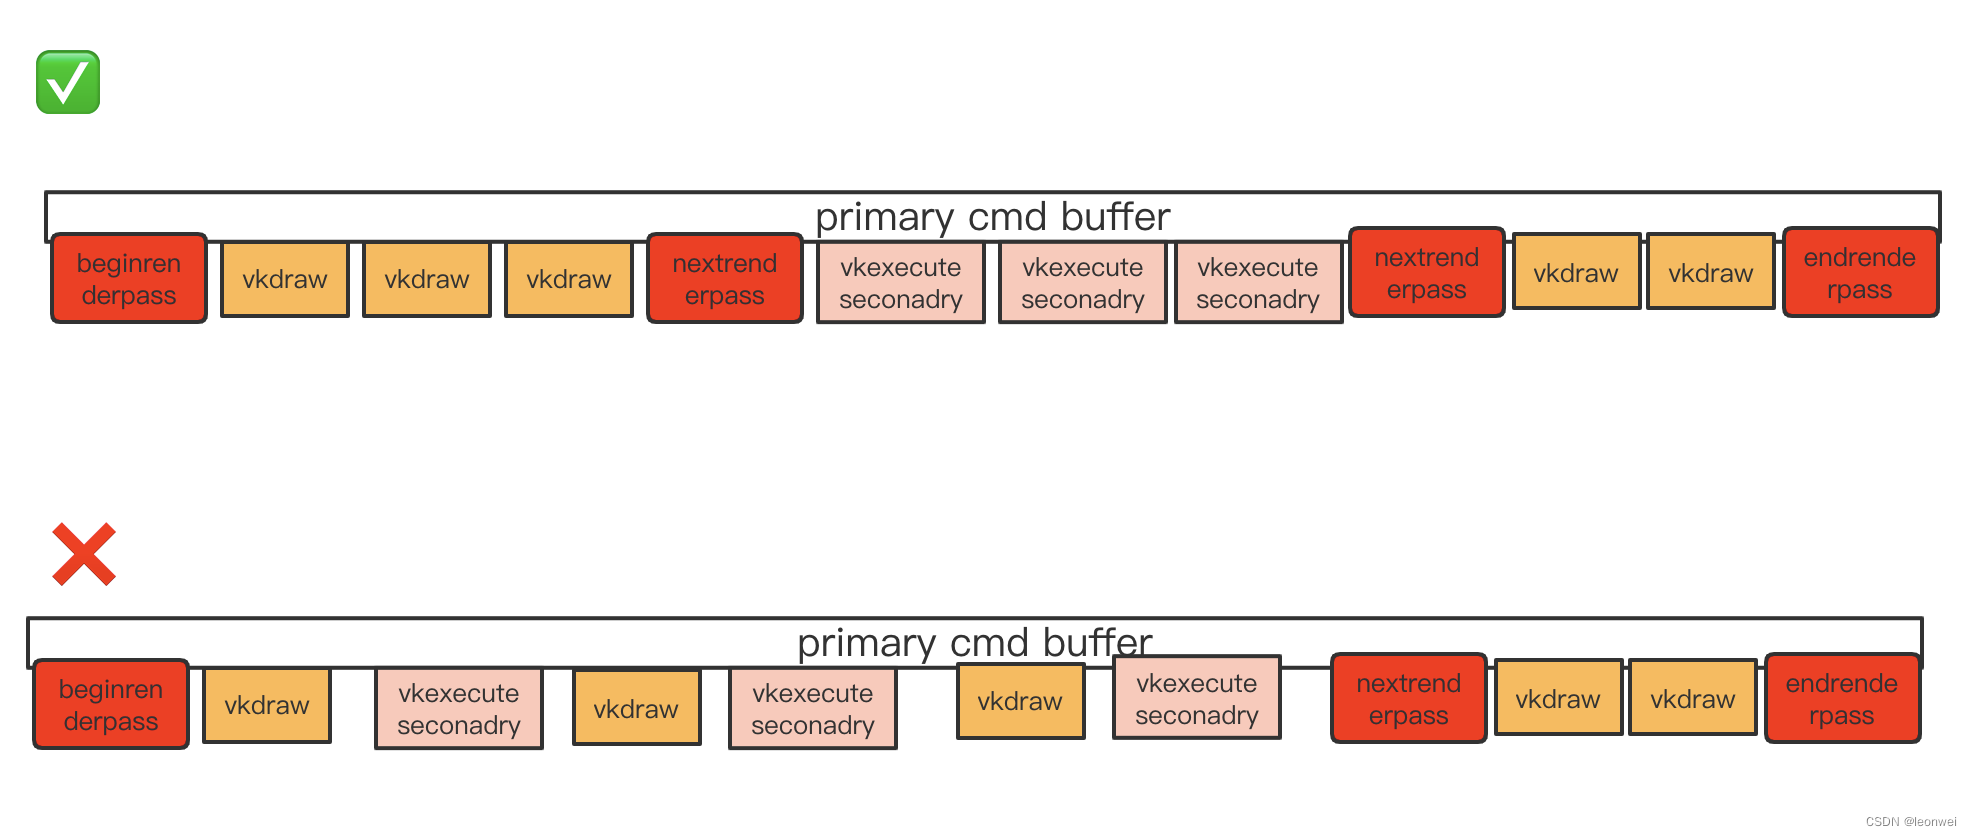 primary cmd buffer
beginren
derpass
vkdraw
vkdraw
vkdraw
nextrend
erpass
vkexecute
seconadry
vkexecute
seconadry
vkexecute
seconadry
nextrend
erpass
vkdraw
vkdraw
endrende
rpass
primary cmd buffer
beginren
derpass
vkdraw
vkexecute
seconadry
vkdraw
vkexecute
seconadry
vkdraw
vkexecute
seconadry
nextrend
erpass
vkdraw
vkdraw
endrende
rpass
CSDN @leonwei